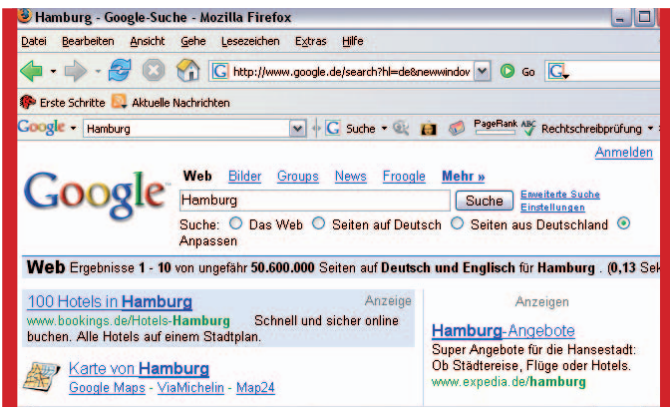 Hamburg - Google-Suche - Mozilla Firefox
Datei Bearbeiten Ansicht Gehe Lesezeichen Extras Hilfe
G http://www.google.de/search?hl=de&newwindov Go G
Erste Schritte Aktuelle Nachrichten
Google Hamburg G Suche PageRank ABC Rechtschreibprüfung
Anmelden
Google
Web Bilder Groups News Froogle Mehr »
Hamburg Suche Erweiterte Suche
Einstellungen
Suche: Das Web Seiten auf Deutsch Seiten aus Deutschland
Anpassen
Web Ergebnisse 1 - 10 von ungefähr 50.600.000 Seiten auf Deutsch und Englisch für Hamburg . (0,13 Sek
100 Hotels in Hamburg Anzeige
www.bookings.de/Hotels-Hamburg Schnell und sicher online
buchen. Alle Hotels auf einem Stadtplan.
Karte von Hamburg
Google Maps - ViaMichelin - Map24
Anzeigen
Hamburg-Angebote
Super Angebote für die Hansestadt:
Ob Städtereise, Flüge oder Hotels.
www.expedia.de/hamburg